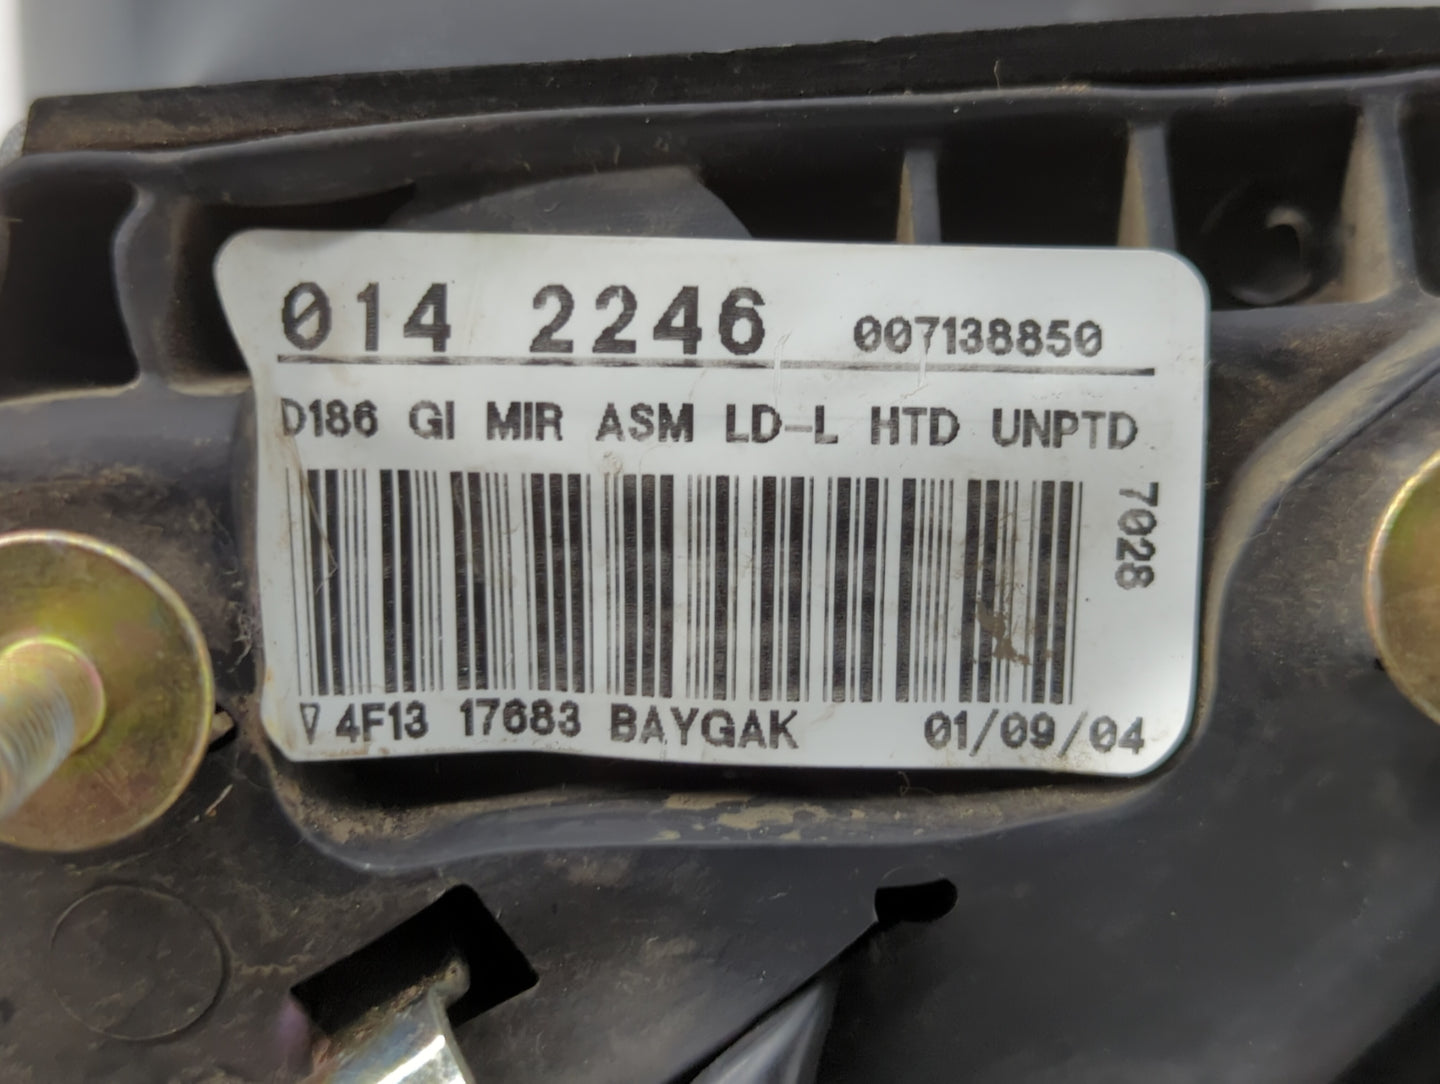 014 2246 007138850
D186 GI MIR ASM LD-L HTD UNPTD
7028
▽ 4F13 17683 BAYGAK 01/09/04